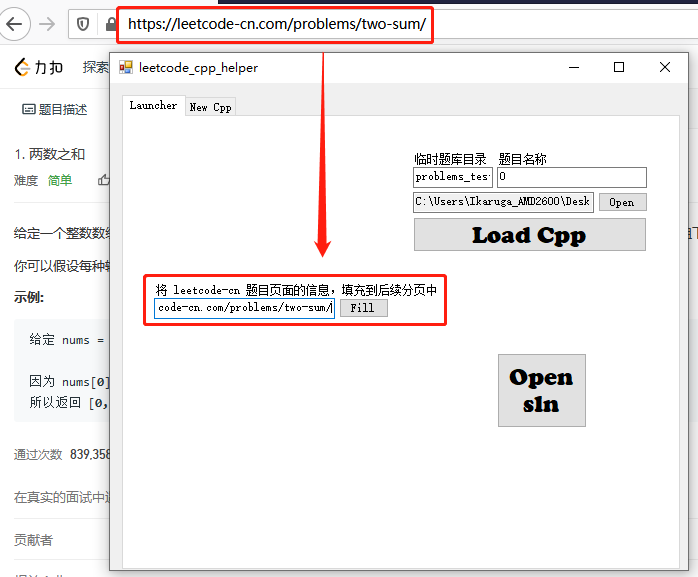 https://leetcode-cn.com/problems/two-sum/
力扣 探索
leetcode_cpp_helper
题目描述
Launcher New Cpp
1. 两数之和
难度 简单
临时题库目录 题目名称
problems_tes 0
C:\Users\Ikaruga_AMD2600\Desk Open
Load Cpp
给定一个整数数
你可以假设每种
示例:
将 leetcode-cn 题目页面的信息，填充到后续分页中
code-cn.com/problems/two-sum/ Fill
给定 nums =
因为 nums[0]
所以返回 [0,
Open
sln
通过次数 839,358
在真实的面试中
贡献者